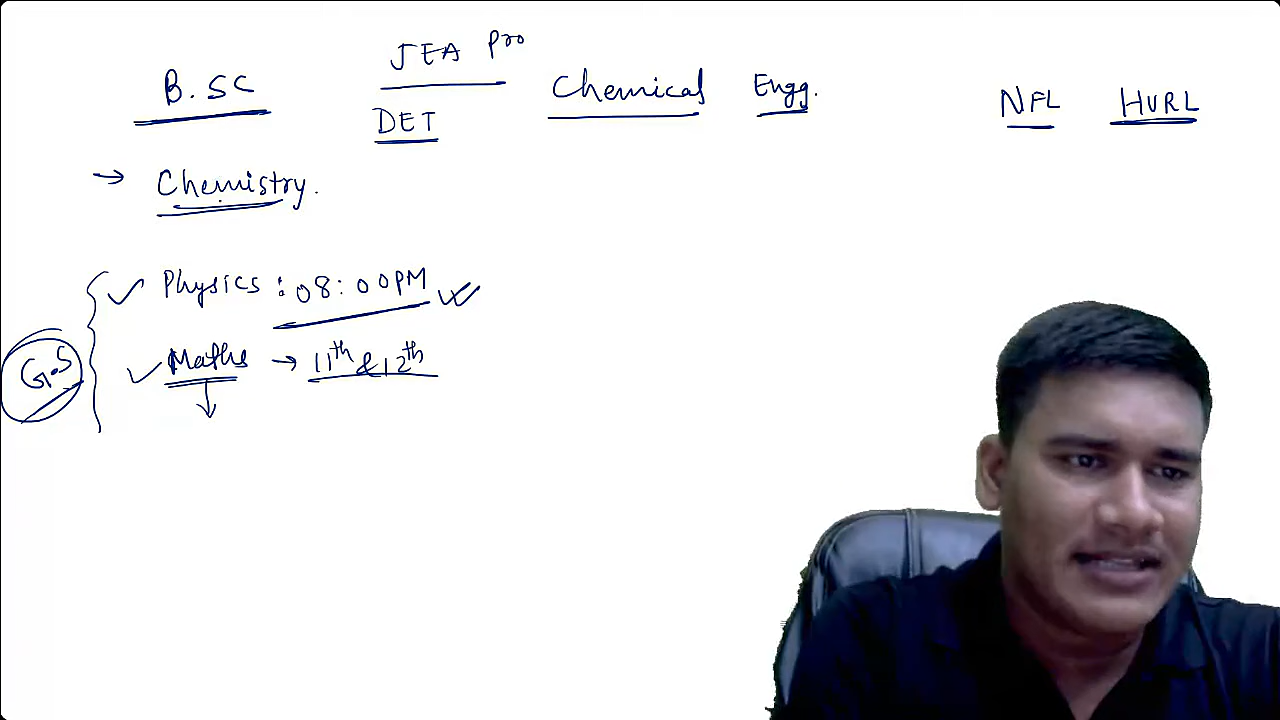 JEA Pro
B.SC
DET
Chemical Engg.
NFL HURL
→ Chemistry.
✓ Physics : 08:00PM ✓
G.S
✓ Maths → 11th & 12th